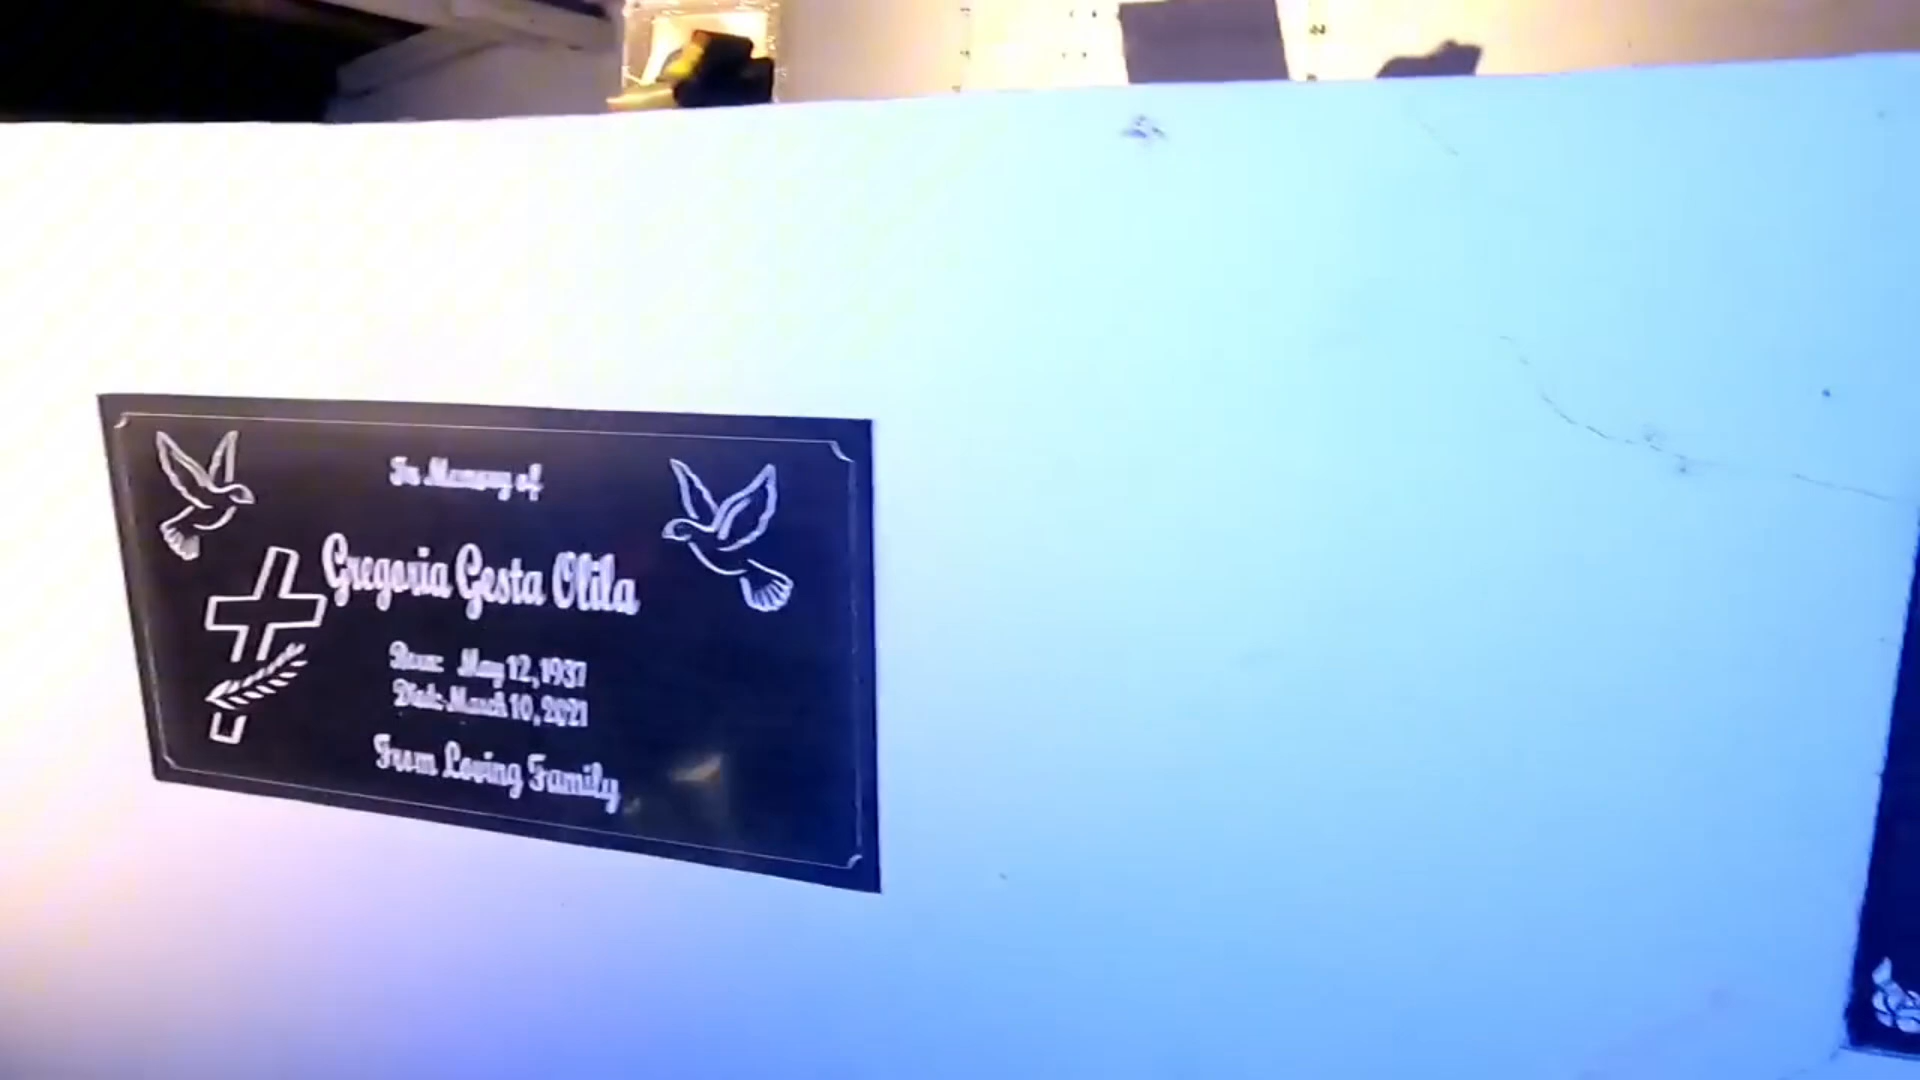 In Memory of
Gregoria Gesta Olila
Born: May 12, 1937
Died: March 10, 2021
From Loving Family